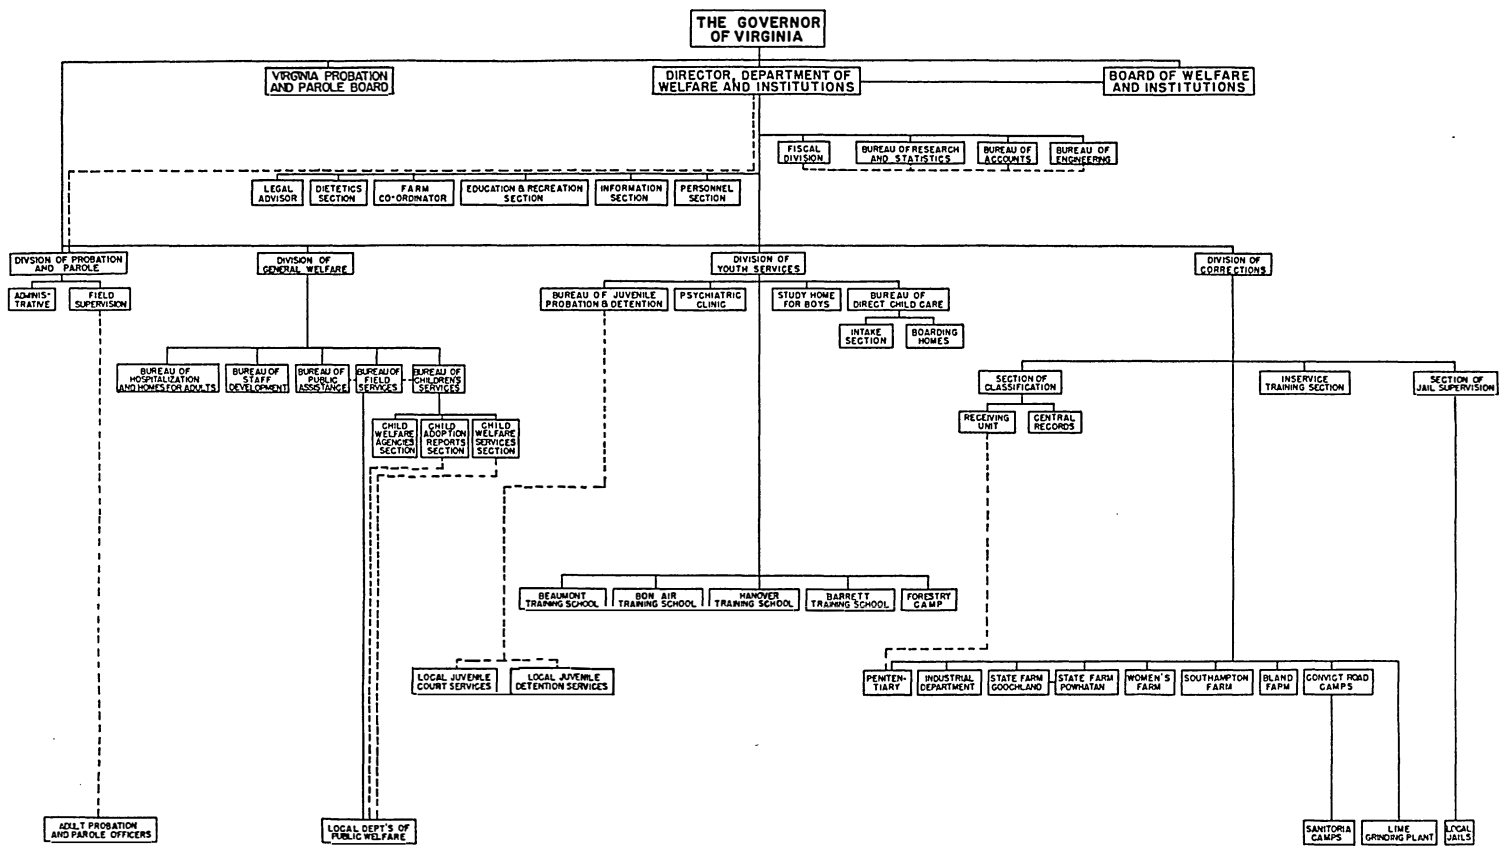 THE GOVERNOR
OF VIRGINIA
VIRGINIA PROBATION
AND PAROLE BOARD
DIRECTOR, DEPARTMENT OF
WELFARE AND INSTITUTIONS
BOARD OF WELFARE
AND INSTITUTIONS
FISCAL
DIVISION
BUREAU OF RESEARCH
AND STATISTICS
BUREAU OF
ACCOUNTS
BUREAU OF
ENGINEERING
LEGAL
ADVISOR
DIETETICS
SECTION
FARM
CO-ORDINATOR
EDUCATION & RECREATION
SECTION
INFORMATION
SECTION
PERSONNEL
SECTION
DIVSION OF PROBATION
AND PAROLE
DIVISION OF
GENERAL WELFARE
DIVISION OF
YOUTH SERVICES
DIVISION OF
CORRECTIONS
ADMINIS-
TRATIVE
FIELD
SUPERVISION
BUREAU OF JUVENILE
PROBATION & DETENTION
PSYCHIATRIC
CLINIC
STUDY HOME
FOR BOYS
BUREAU OF
DIRECT CHILD CARE
INTAKE
SECTION
BOARDING
HOMES
BUREAU OF
HOSPITALIZATION
AND HOMES FOR ADULTS
BUREAU OF
STAFF
DEVELOPMENT
BUREAU OF
PUBLIC
ASSISTANCE
BUREAU OF
FIELD
SERVICES
BUREAU OF
CHILDREN'S
SERVICES
SECTION OF
CLASSIFICATION
INSERVICE
TRAINING SECTION
SECTION OF
JAIL SUPERVISION
RECEIVING
UNIT
CENTRAL
RECORDS
CHILD
WELFARE
AGENCIES
SECTION
CHILD
ADOPTION
REPORTS
SECTION
CHILD
WELFARE
SERVICES
SECTION
BEAUMONT
TRAINING SCHOOL
BON AIR
TRAINING SCHOOL
HANOVER
TRAINING SCHOOL
BARRETT
TRAINING SCHOOL
FORESTRY
CAMP
LOCAL JUVENILE
COURT SERVICES
LOCAL JUVENILE
DETENTION SERVICES
PENITEN-
TIARY
INDUSTRIAL
DEPARTMENT
STATE FARM
GOOCHLAND
STATE FARM
POWHATAN
WOMEN'S
FARM
SOUTHAMPTON
FARM
BLAND
FARM
CONVICT ROAD
CAMPS
ADULT PROBATION
AND PAROLE OFFICERS
LOCAL DEPT'S OF
PUBLIC WELFARE
SANITORIA
CAMPS
LIME
GRINDING PLANT
LOCAL
JAILS